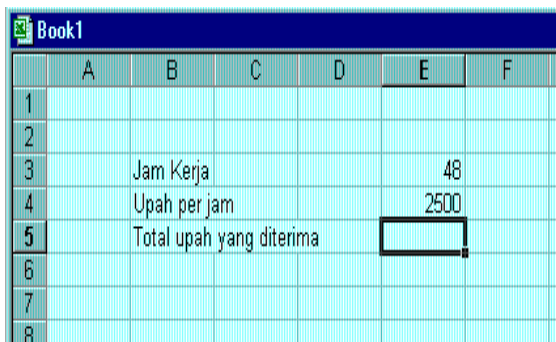 Book1
A B C D E F
1
2
3 Jam Kerja 48
4 Upah per jam 2500
5 Total upah yang diterima
6
7
8